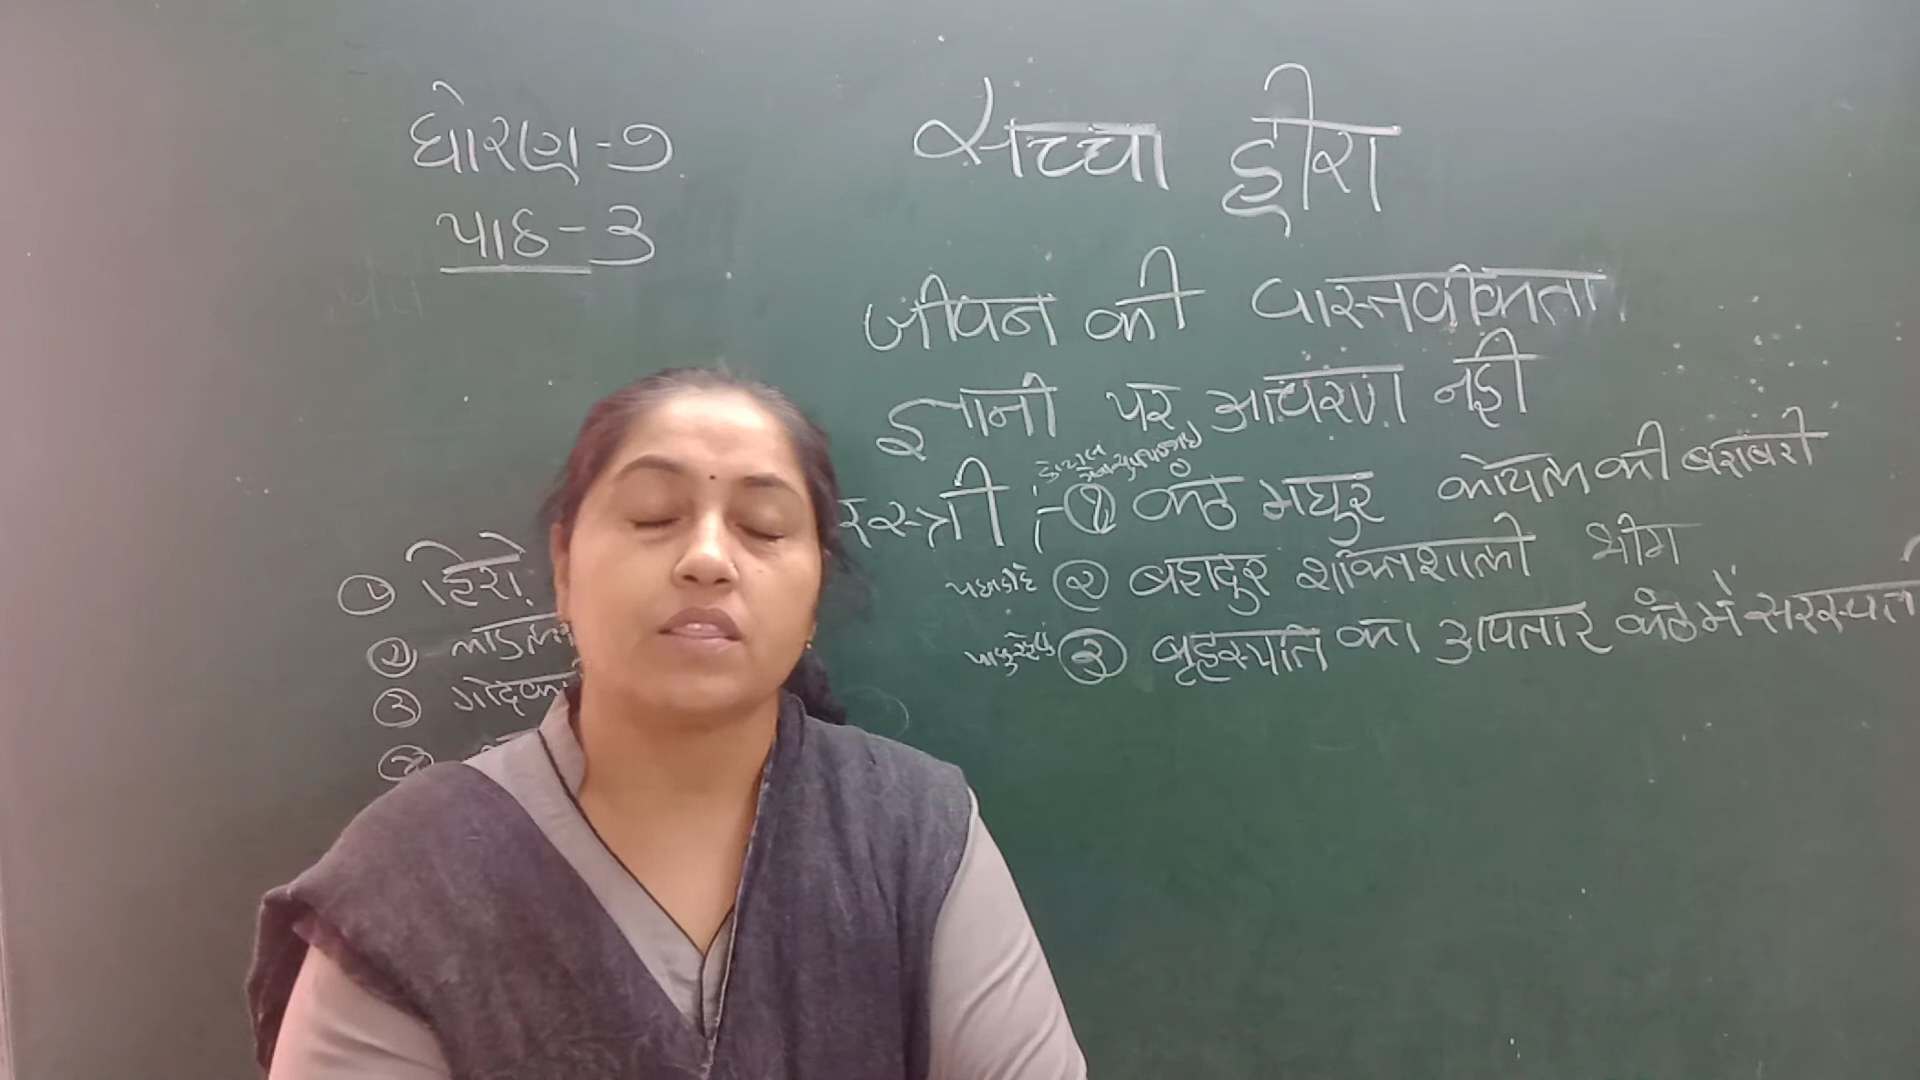 ધોરણ-૭
પાઠ-૩
सच्चा हीरा
जीवन की वास्तवीकता
ज्ञानी पर आचरण नही
स्त्री :- ① कंठ मधुर कोयल की बराबरी
② बहादुर शक्तिशाली भीम
③ बृहस्पति का अवतार कंठ में सरस्वती
① हिरो
②
③ गोदका